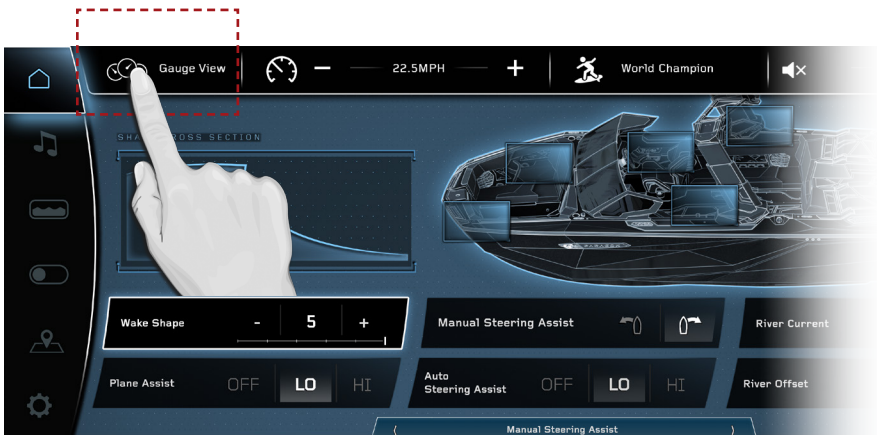 Gauge View
22.5MPH
World Champion
CROSS SECTION
Wake Shape
- 5 +
Manual Steering Assist
River Current
Plane Assist
OFF LO HI
Auto
Steering Assist
OFF LO HI
River Offset
Manual Steering Assist